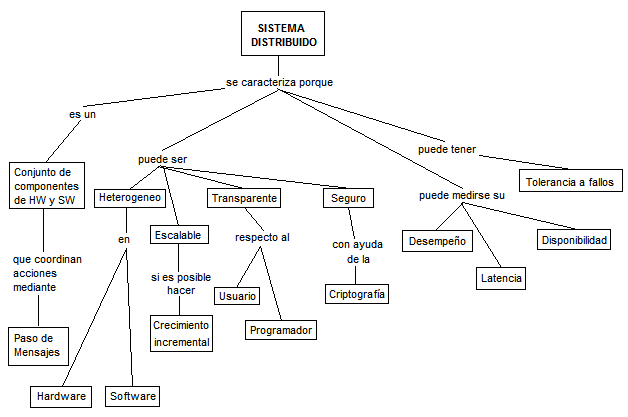 SISTEMA
DISTRIBUIDO
se caracteriza porque
es un
puede ser
puede tener
puede medirse su
Conjunto de
componentes
de HW y SW
Heterogeneo
Transparente
Seguro
Tolerancia a fallos
en
Escalable
respecto al
con ayuda
de la
Desempeño
Disponibilidad
que coordinan
acciones
mediante
si es posible
hacer
Usuario
Criptografía
Latencia
Paso de
Mensajes
Crecimiento
incremental
Programador
Hardware
Software